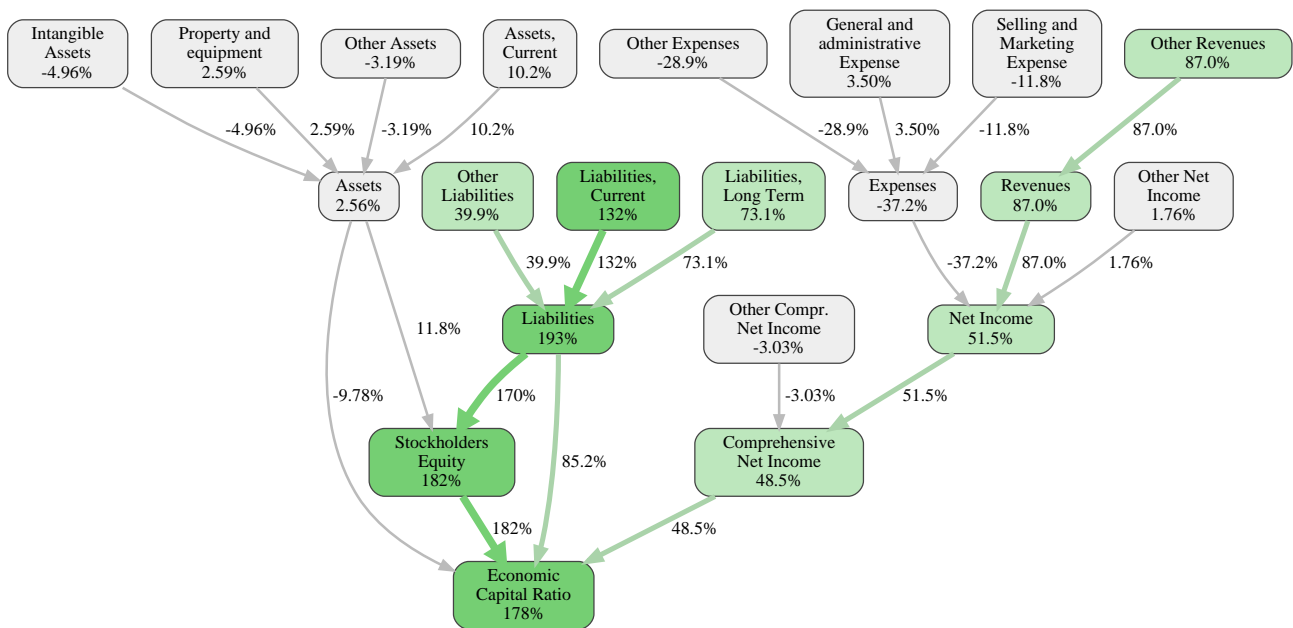 Intangible
Assets
-4.96%
Property and
equipment
2.59%
Other Assets
-3.19%
Assets,
Current
10.2%
Other Expenses
-28.9%
General and
administrative
Expense
3.50%
Selling and
Marketing
Expense
-11.8%
Other Revenues
87.0%
-4.96%
2.59%
-3.19%
10.2%
-28.9%
3.50%
-11.8%
87.0%
Assets
2.56%
Other
Liabilities
39.9%
Liabilities,
Current
132%
Liabilities,
Long Term
73.1%
Expenses
-37.2%
Revenues
87.0%
Other Net
Income
1.76%
39.9%
132%
73.1%
-37.2%
87.0%
1.76%
Liabilities
193%
Other Compr.
Net Income
-3.03%
Net Income
51.5%
11.8%
-9.78%
170%
-3.03%
51.5%
Stockholders
Equity
182%
85.2%
Comprehensive
Net Income
48.5%
182%
48.5%
Economic
Capital Ratio
178%